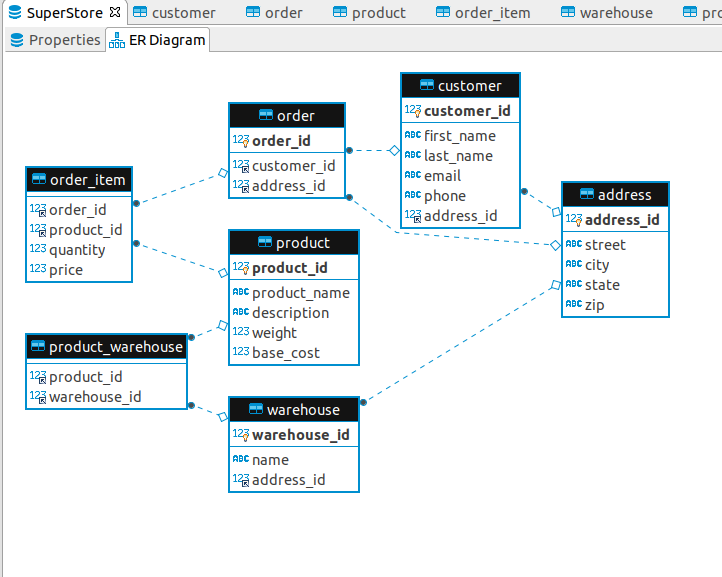 SuperStore customer order product order_item warehouse
Properties ER Diagram
order
order_id
customer_id
address_id
customer
customer_id
first_name
last_name
email
phone
address_id
order_item
order_id
product_id
quantity
price
address
address_id
street
city
state
zip
product
product_id
product_name
description
weight
base_cost
product_warehouse
product_id
warehouse_id
warehouse
warehouse_id
name
address_id